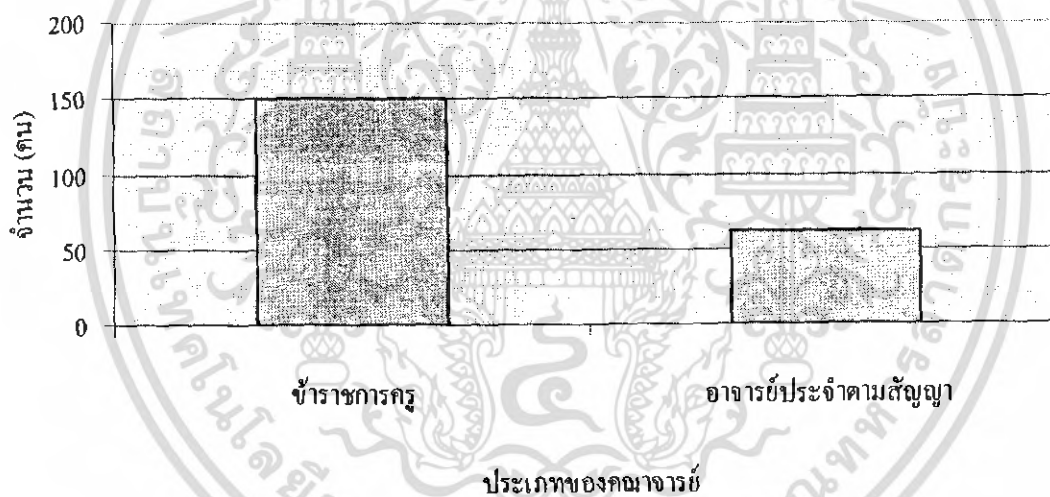 200
150
100
50
0
จำนวน (คน)
ข้าราชการครู
อาจารย์ประจำตามสัญญา
ประเภทของคณาจารย์